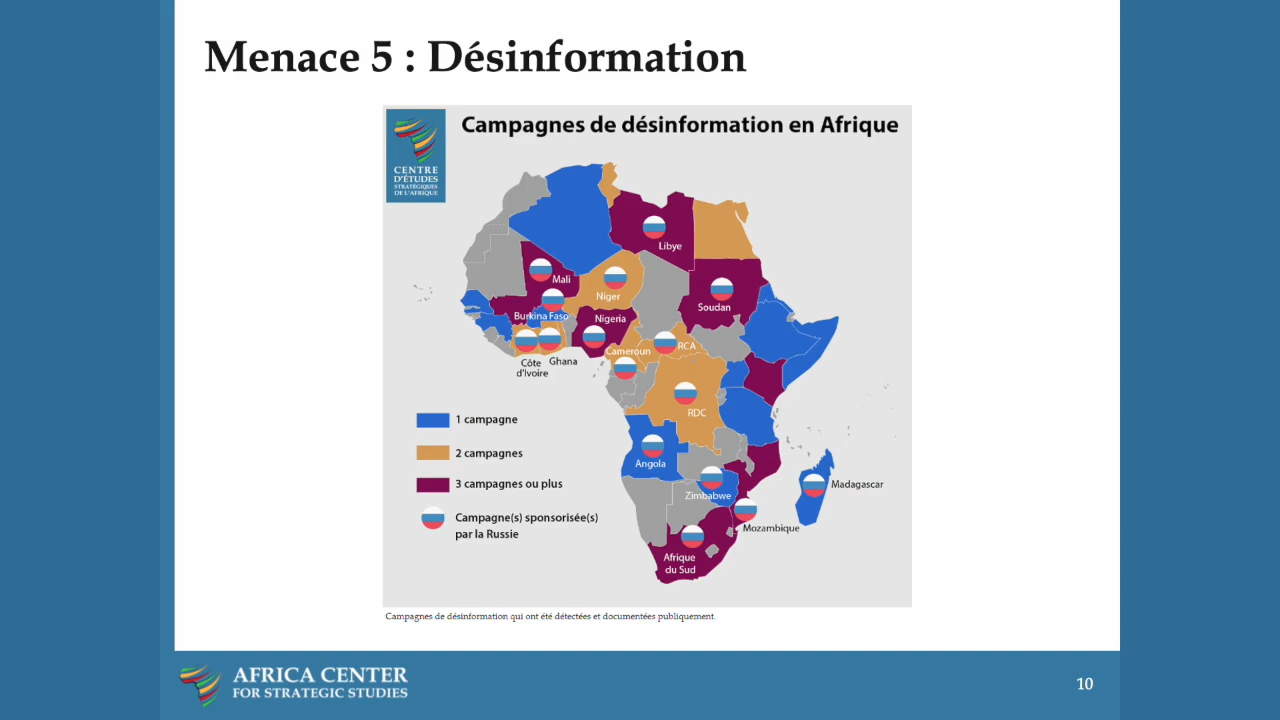 Menace 5 : Désinformation
Campagnes de désinformation en Afrique
CENTRE
D'ÉTUDES
STRATÉGIQUES
DE L'AFRIQUE
Libye
Mali
Niger
Soudan
Burkina Faso
Nigeria
Cameroun
RCA
Côte
d'Ivoire
Ghana
RDC
1 campagne
2 campagnes
Angola
3 campagnes ou plus
Madagascar
Zimbabwe
Campagne(s) sponsorisée(s)
par la Russie
Mozambique
Afrique
du Sud
Campagnes de désinformation qui ont été détectées et documentées publiquement.
AFRICA CENTER
FOR STRATEGIC STUDIES
10